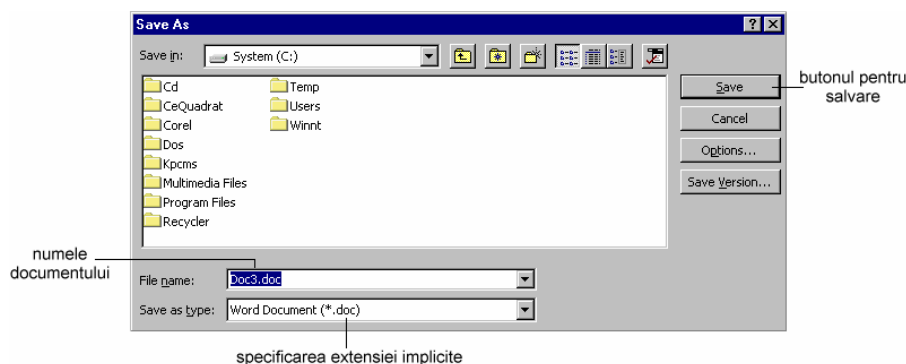 Save As
Save in:
System (C:)
Cd
CeQuadrat
Corel
Dos
Kpcms
Multimedia Files
Program Files
Recycler
Temp
Users
Winnt
Save
Cancel
Options...
Save Version...
butonul pentru
salvare
numele
documentului
File name:
Doc3.doc
Save as type:
Word Document (*.doc)
specificarea extensiei implicite